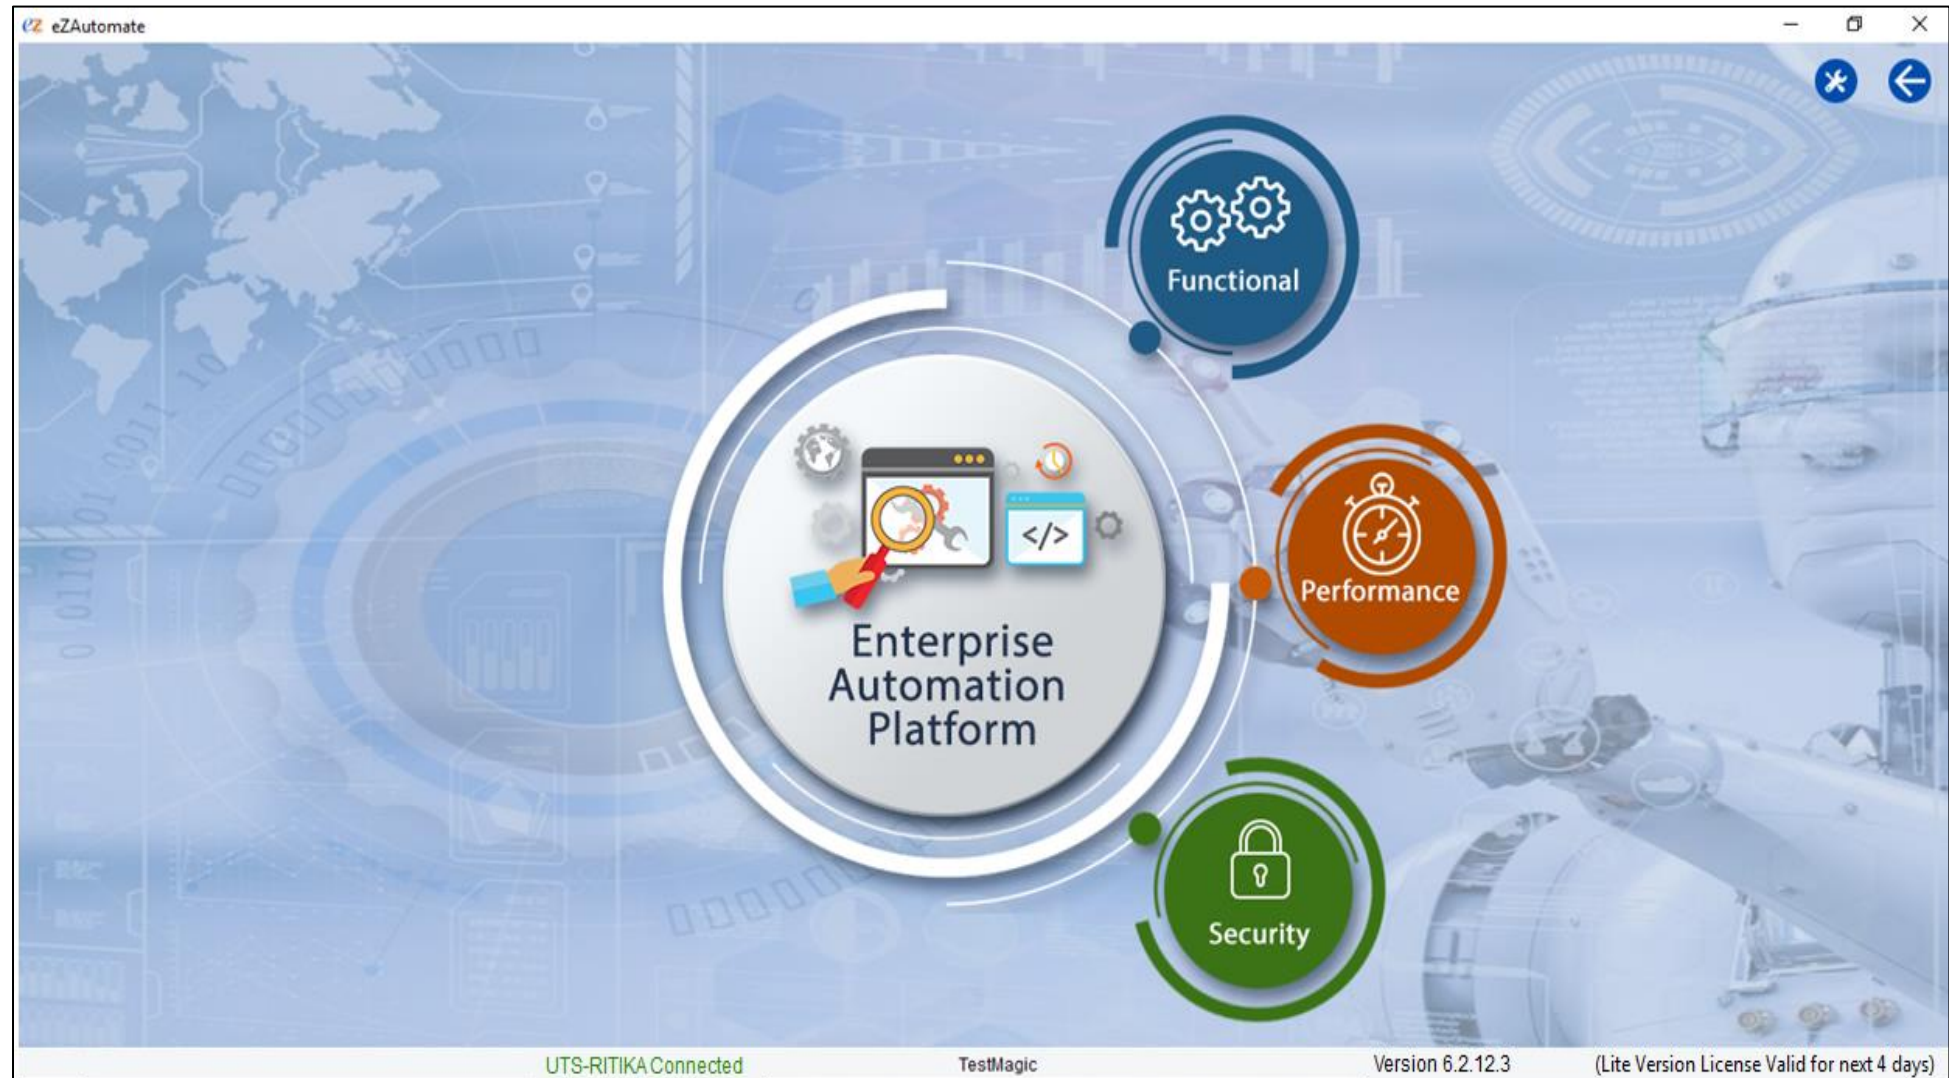 eZ eZAutomate
Functional
Performance
</>
Enterprise
Automation
Platform
Security
UTS-RITIKA Connected
TestMagic
Version 6.2.12.3
(Lite Version License Valid for next 4 days)